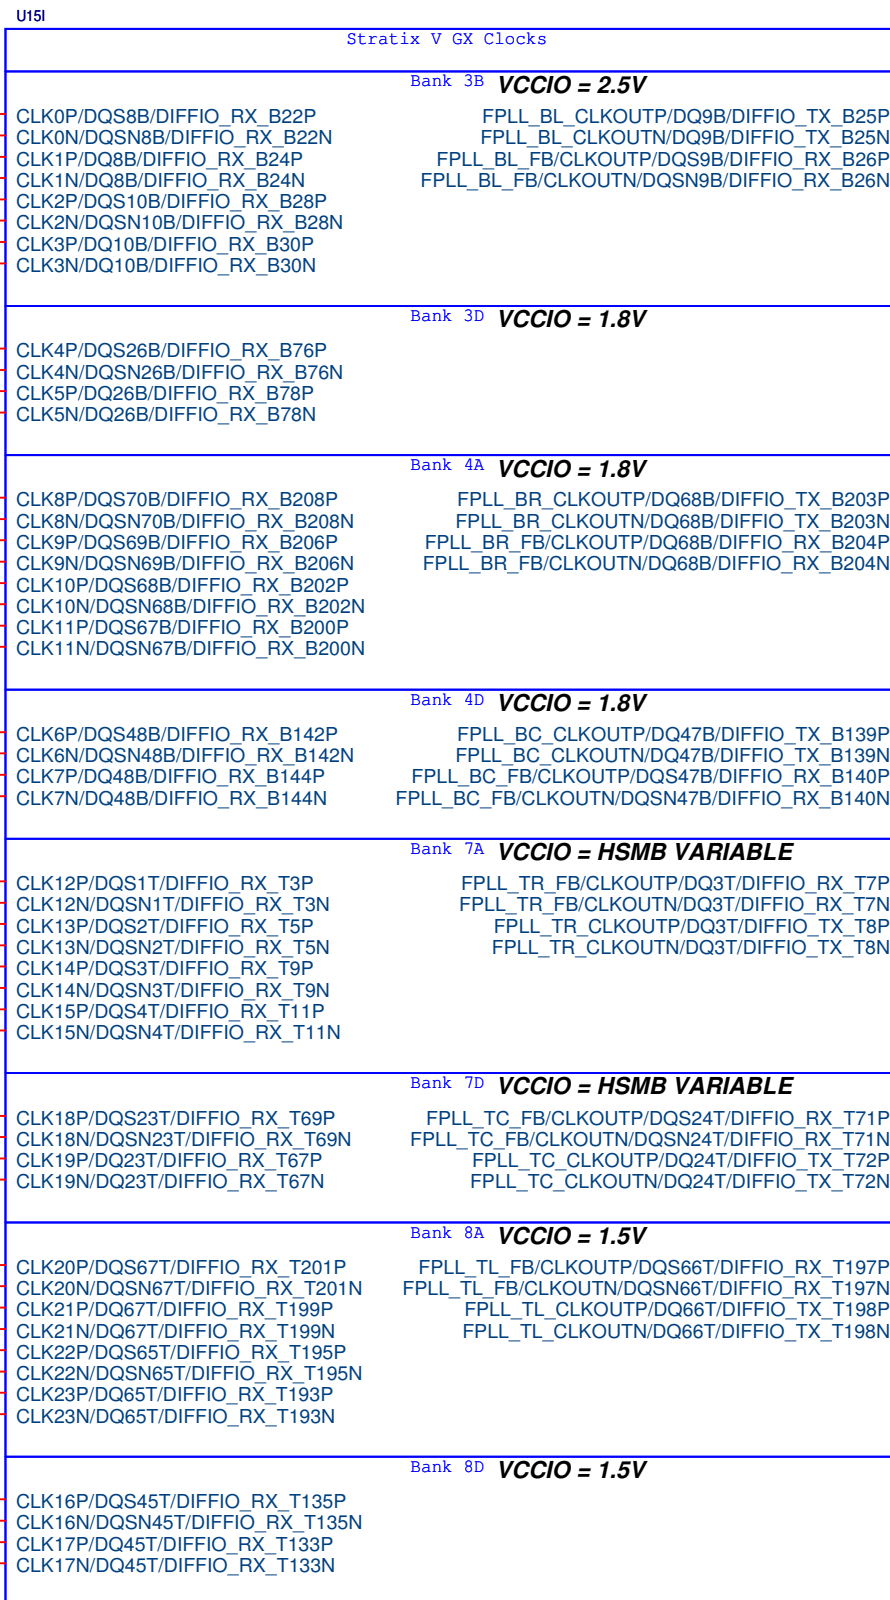 U15I
Stratix V GX Clocks
Bank 3B VCCIO = 2.5V
CLK0P/DQS8B/DIFFIO_RX_B22P FPLL_BL_CLKOUTP/DQ9B/DIFFIO_TX_B25P
CLK0N/DQSN8B/DIFFIO_RX_B22N FPLL_BL_CLKOUTN/DQ9B/DIFFIO_TX_B25N
CLK1P/DQ8B/DIFFIO_RX_B24P FPLL_BL_FB/CLKOUTP/DQS9B/DIFFIO_RX_B26P
CLK1N/DQ8B/DIFFIO_RX_B24N FPLL_BL_FB/CLKOUTN/DQSN9B/DIFFIO_RX_B26N
CLK2P/DQS10B/DIFFIO_RX_B28P
CLK2N/DQSN10B/DIFFIO_RX_B28N
CLK3P/DQ10B/DIFFIO_RX_B30P
CLK3N/DQ10B/DIFFIO_RX_B30N
Bank 3D VCCIO = 1.8V
CLK4P/DQS26B/DIFFIO_RX_B76P
CLK4N/DQSN26B/DIFFIO_RX_B76N
CLK5P/DQ26B/DIFFIO_RX_B78P
CLK5N/DQ26B/DIFFIO_RX_B78N
Bank 4A VCCIO = 1.8V
CLK8P/DQS70B/DIFFIO_RX_B208P FPLL_BR_CLKOUTP/DQ68B/DIFFIO_TX_B203P
CLK8N/DQSN70B/DIFFIO_RX_B208N FPLL_BR_CLKOUTN/DQ68B/DIFFIO_TX_B203N
CLK9P/DQS69B/DIFFIO_RX_B206P FPLL_BR_FB/CLKOUTP/DQ68B/DIFFIO_RX_B204P
CLK9N/DQSN69B/DIFFIO_RX_B206N FPLL_BR_FB/CLKOUTN/DQ68B/DIFFIO_RX_B204N
CLK10P/DQS68B/DIFFIO_RX_B202P
CLK10N/DQSN68B/DIFFIO_RX_B202N
CLK11P/DQS67B/DIFFIO_RX_B200P
CLK11N/DQSN67B/DIFFIO_RX_B200N
Bank 4D VCCIO = 1.8V
CLK6P/DQS48B/DIFFIO_RX_B142P FPLL_BC_CLKOUTP/DQ47B/DIFFIO_TX_B139P
CLK6N/DQSN48B/DIFFIO_RX_B142N FPLL_BC_CLKOUTN/DQ47B/DIFFIO_TX_B139N
CLK7P/DQ48B/DIFFIO_RX_B144P FPLL_BC_FB/CLKOUTP/DQS47B/DIFFIO_RX_B140P
CLK7N/DQ48B/DIFFIO_RX_B144N FPLL_BC_FB/CLKOUTN/DQSN47B/DIFFIO_RX_B140N
Bank 7A VCCIO = HSMB VARIABLE
CLK12P/DQS1T/DIFFIO_RX_T3P FPLL_TR_FB/CLKOUTP/DQ3T/DIFFIO_RX_T7P
CLK12N/DQSN1T/DIFFIO_RX_T3N FPLL_TR_FB/CLKOUTN/DQ3T/DIFFIO_RX_T7N
CLK13P/DQS2T/DIFFIO_RX_T5P FPLL_TR_CLKOUTP/DQ3T/DIFFIO_TX_T8P
CLK13N/DQSN2T/DIFFIO_RX_T5N FPLL_TR_CLKOUTN/DQ3T/DIFFIO_TX_T8N
CLK14P/DQS3T/DIFFIO_RX_T9P
CLK14N/DQSN3T/DIFFIO_RX_T9N
CLK15P/DQS4T/DIFFIO_RX_T11P
CLK15N/DQSN4T/DIFFIO_RX_T11N
Bank 7D VCCIO = HSMB VARIABLE
CLK18P/DQS23T/DIFFIO_RX_T69P FPLL_TC_FB/CLKOUTP/DQS24T/DIFFIO_RX_T71P
CLK18N/DQSN23T/DIFFIO_RX_T69N FPLL_TC_FB/CLKOUTN/DQSN24T/DIFFIO_RX_T71N
CLK19P/DQ23T/DIFFIO_RX_T67P FPLL_TC_CLKOUTP/DQ24T/DIFFIO_TX_T72P
CLK19N/DQ23T/DIFFIO_RX_T67N FPLL_TC_CLKOUTN/DQ24T/DIFFIO_TX_T72N
Bank 8A VCCIO = 1.5V
CLK20P/DQS67T/DIFFIO_RX_T201P FPLL_TL_FB/CLKOUTP/DQS66T/DIFFIO_RX_T197P
CLK20N/DQSN67T/DIFFIO_RX_T201N FPLL_TL_FB/CLKOUTN/DQSN66T/DIFFIO_RX_T197N
CLK21P/DQ67T/DIFFIO_RX_T199P FPLL_TL_CLKOUTP/DQ66T/DIFFIO_TX_T198P
CLK21N/DQ67T/DIFFIO_RX_T199N FPLL_TL_CLKOUTN/DQ66T/DIFFIO_TX_T198N
CLK22P/DQS65T/DIFFIO_RX_T195P
CLK22N/DQSN65T/DIFFIO_RX_T195N
CLK23P/DQ65T/DIFFIO_RX_T193P
CLK23N/DQ65T/DIFFIO_RX_T193N
Bank 8D VCCIO = 1.5V
CLK16P/DQS45T/DIFFIO_RX_T135P
CLK16N/DQSN45T/DIFFIO_RX_T135N
CLK17P/DQ45T/DIFFIO_RX_T133P
CLK17N/DQ45T/DIFFIO_RX_T133N